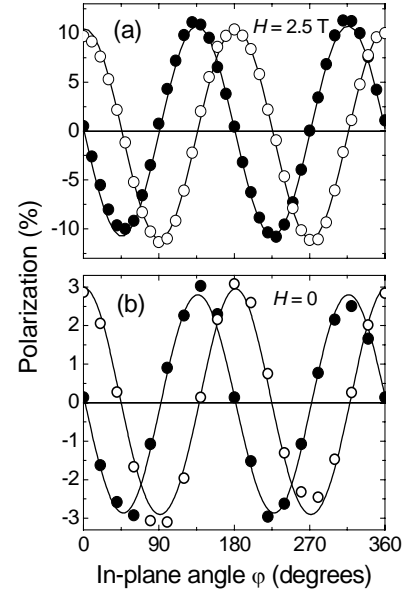 (a)
H = 2.5 T
10
5
0
-5
-10
Polarization (%)
(b)
H = 0
3
2
1
0
-1
-2
-3
0 90 180 270 360
In-plane angle φ (degrees)